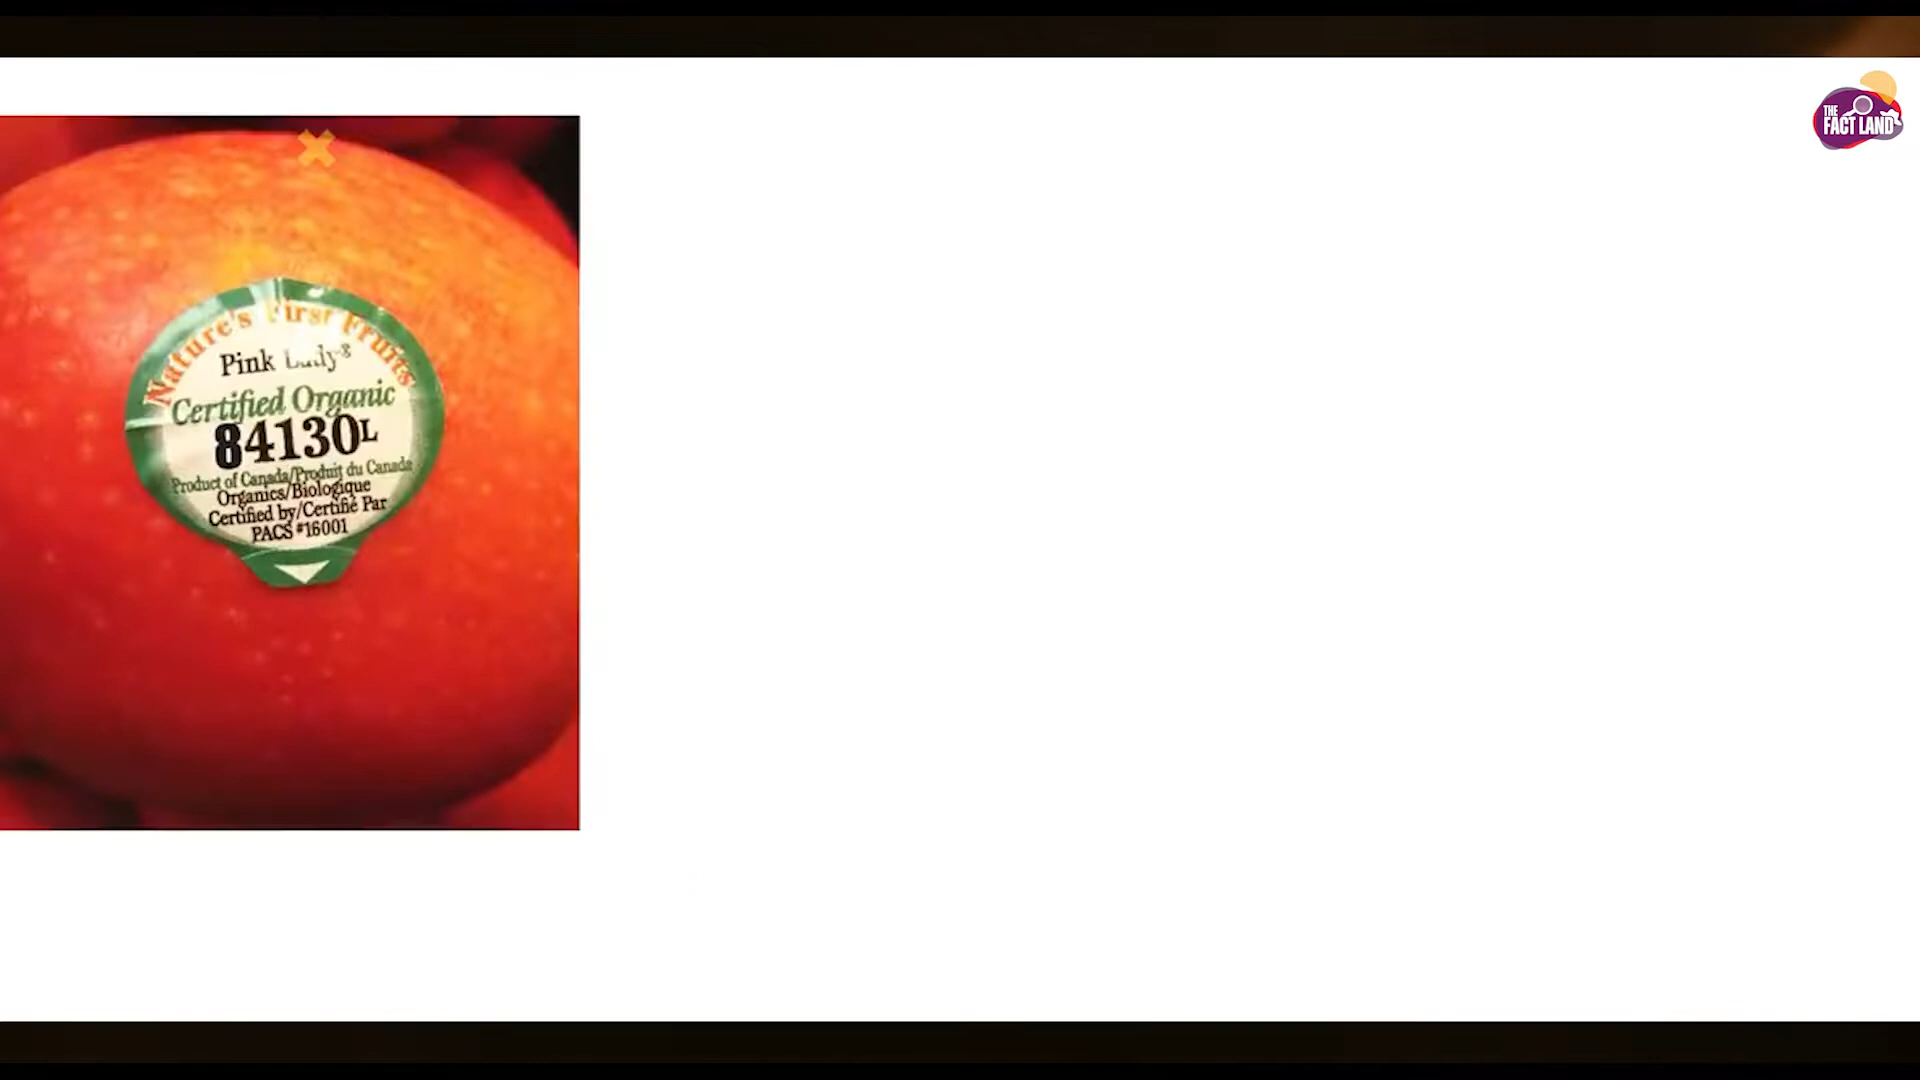 THE
FACT LAND
Nature's First Fruits
Pink Lady®
Certified Organic
84130L
Product of Canada/Produit du Canada
Organics/Biologique
Certified by/Certifié Par
PACS #16001